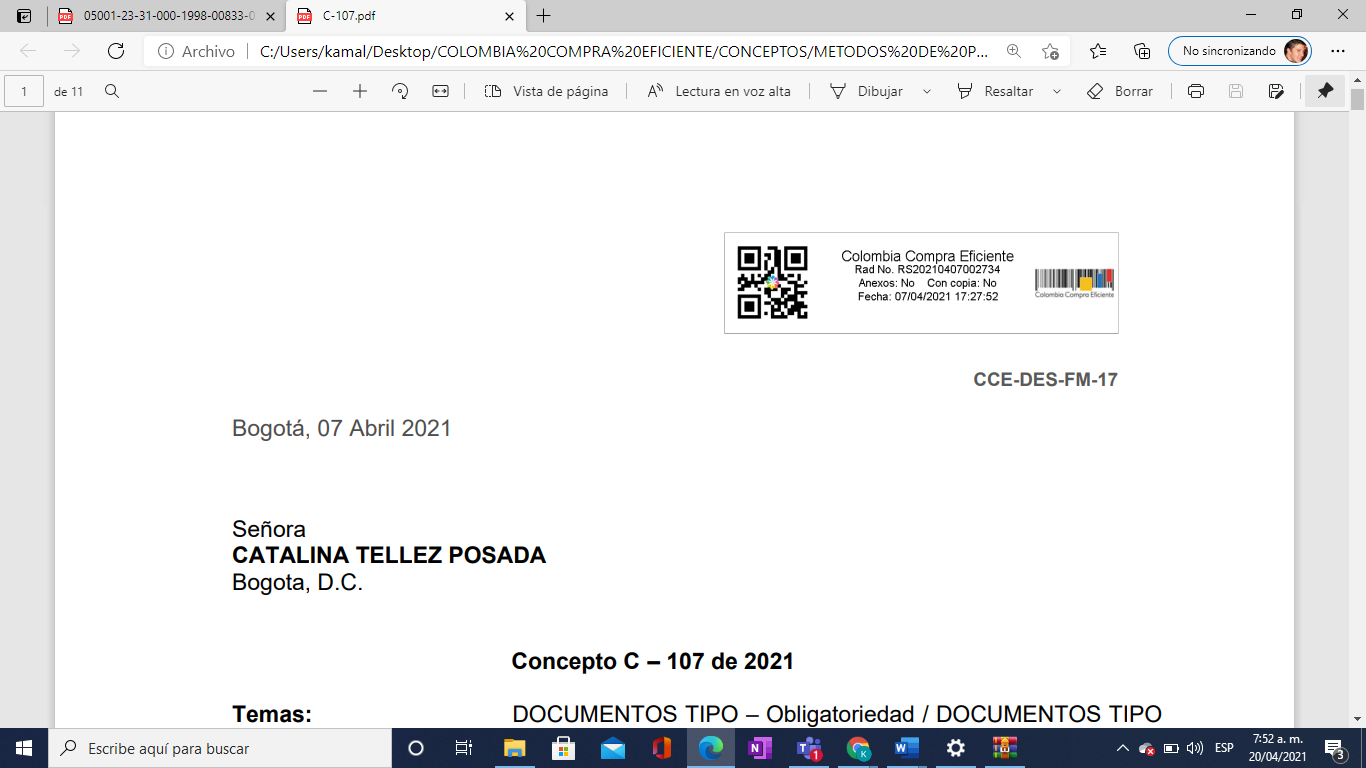 05001-23-31-000-1998-00833-0
C-107.pdf
Archivo
C:/Users/kamal/Desktop/COLOMBIA%20COMPRA%20EFICIENTE/CONCEPTOS/METODOS%20DE%20P...
No sincronizando
1 de 11
Vista de página
Lectura en voz alta
Dibujar
Resaltar
Borrar
Colombia Compra Eficiente
Rad No. RS20210407002734
Anexos: No Con copia: No
Fecha: 07/04/2021 17:27:52
Colombia Compra Eficiente
CCE-DES-FM-17
Bogotá, 07 Abril 2021
Señora
CATALINA TELLEZ POSADA
Bogota, D.C.
Concepto C – 107 de 2021
Temas: DOCUMENTOS TIPO – Obligatoriedad / DOCUMENTOS TIPO
Escribe aquí para buscar
ESP
7:52 a. m.
20/04/2021